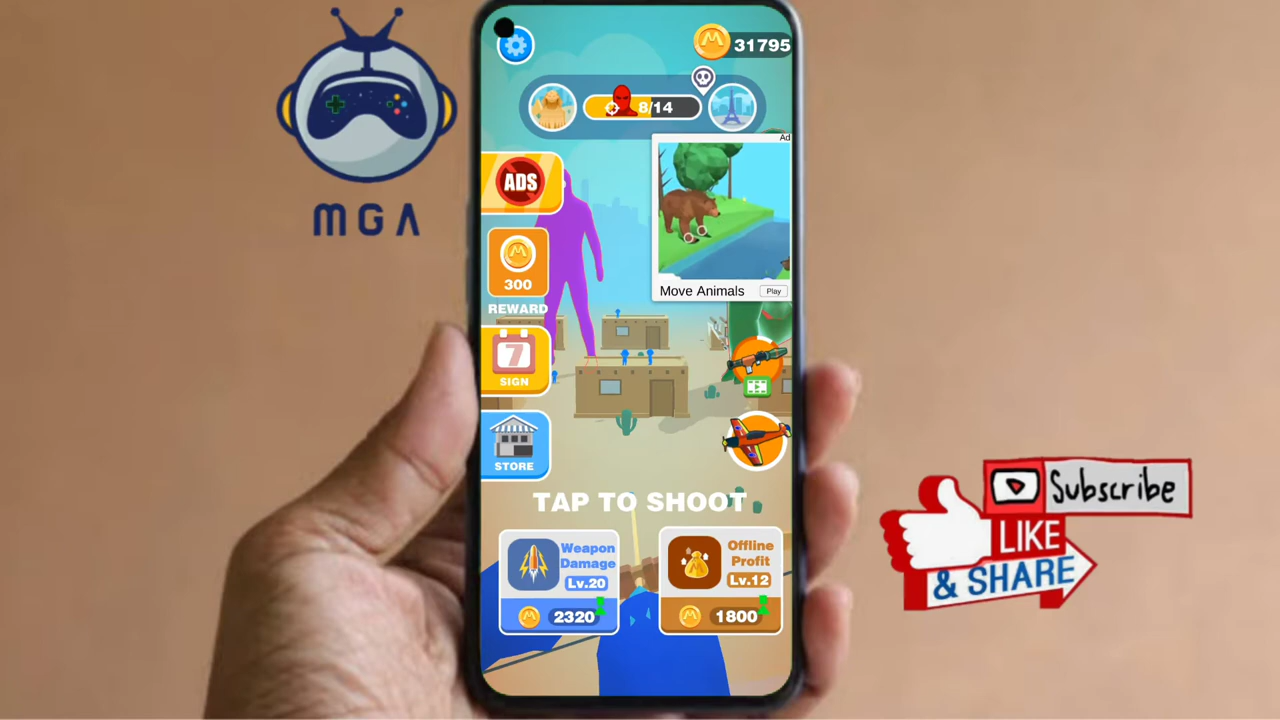 MGA
31795
8/14
Ad
ADS
300
REWARD
Move Animals
Play
7
SIGN
STORE
TAP TO SHOOT
Weapon
Damage
Lv.20
2320
Offline
Profit
Lv.12
1800
Subscribe
LIKE
& SHARE